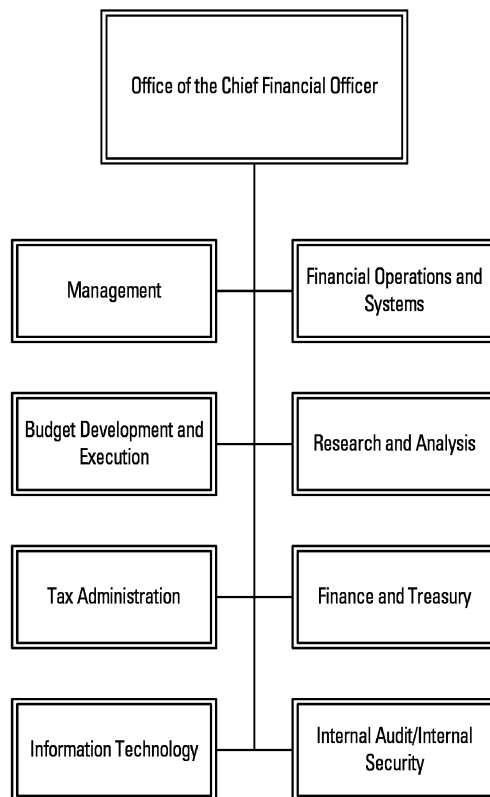 Office of the Chief Financial Officer
Management
Financial Operations and
Systems
Budget Development and
Execution
Research and Analysis
Tax Administration
Finance and Treasury
Information Technology
Internal Audit/Internal
Security